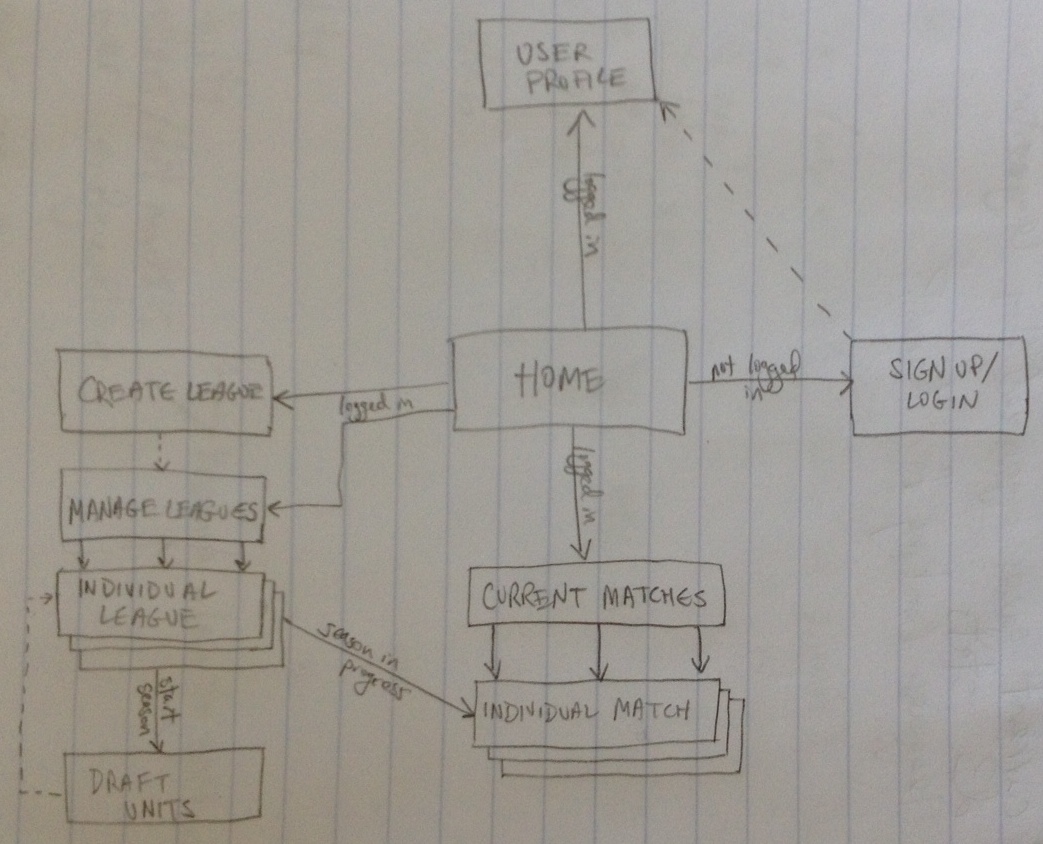 USER
PROFILE
logged in
HOME
not logged
in
SIGN UP/
LOGIN
CREATE LEAGUE
logged in
MANAGE LEAGUES
logged in
INDIVIDUAL
LEAGUE
CURRENT MATCHES
season in
progress
start
season
INDIVIDUAL MATCH
DRAFT
UNITS